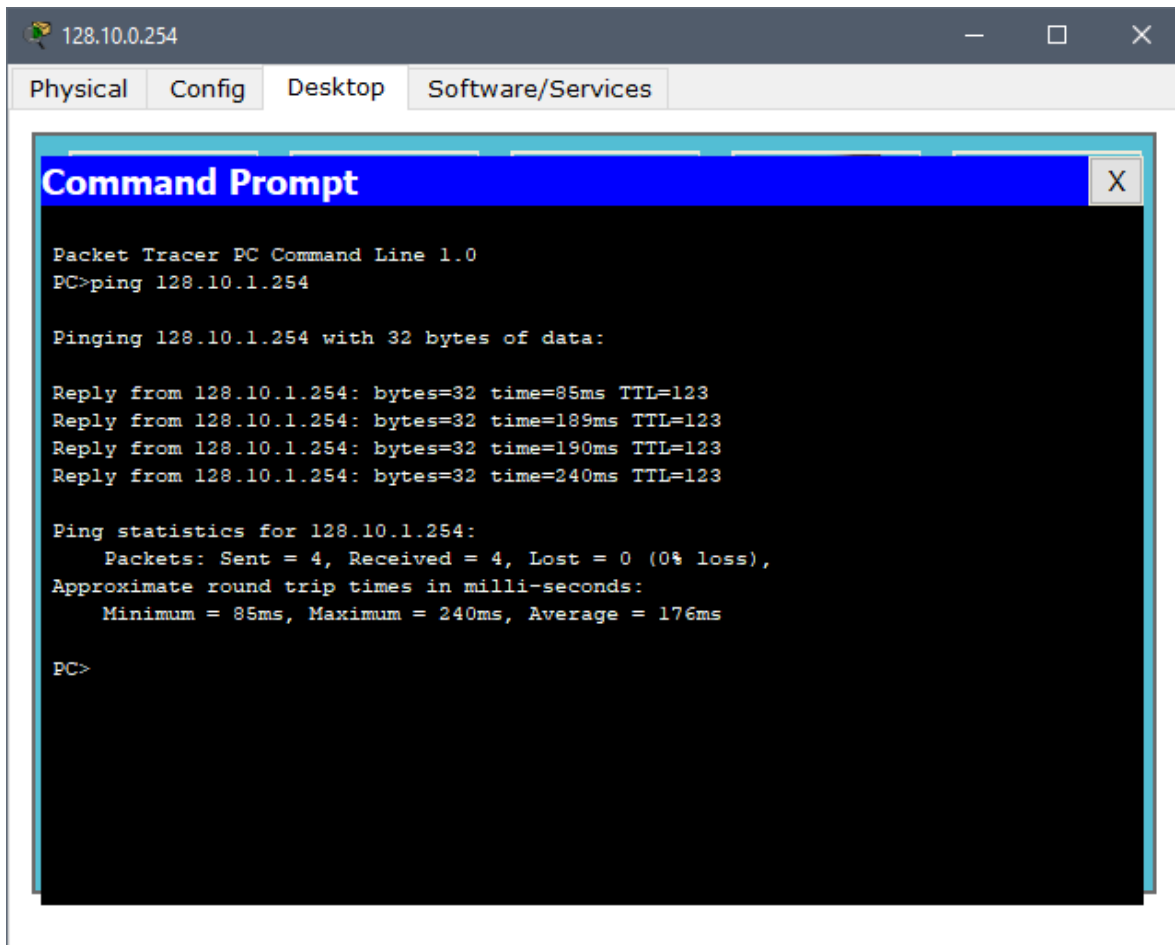 128.10.0.254
Physical Config Desktop Software/Services
Command Prompt X
Packet Tracer PC Command Line 1.0
PC>ping 128.10.1.254
Pinging 128.10.1.254 with 32 bytes of data:
Reply from 128.10.1.254: bytes=32 time=85ms TTL=123
Reply from 128.10.1.254: bytes=32 time=189ms TTL=123
Reply from 128.10.1.254: bytes=32 time=190ms TTL=123
Reply from 128.10.1.254: bytes=32 time=240ms TTL=123
Ping statistics for 128.10.1.254:
Packets: Sent = 4, Received = 4, Lost = 0 (0% loss),
Approximate round trip times in milli-seconds:
Minimum = 85ms, Maximum = 240ms, Average = 176ms
PC>